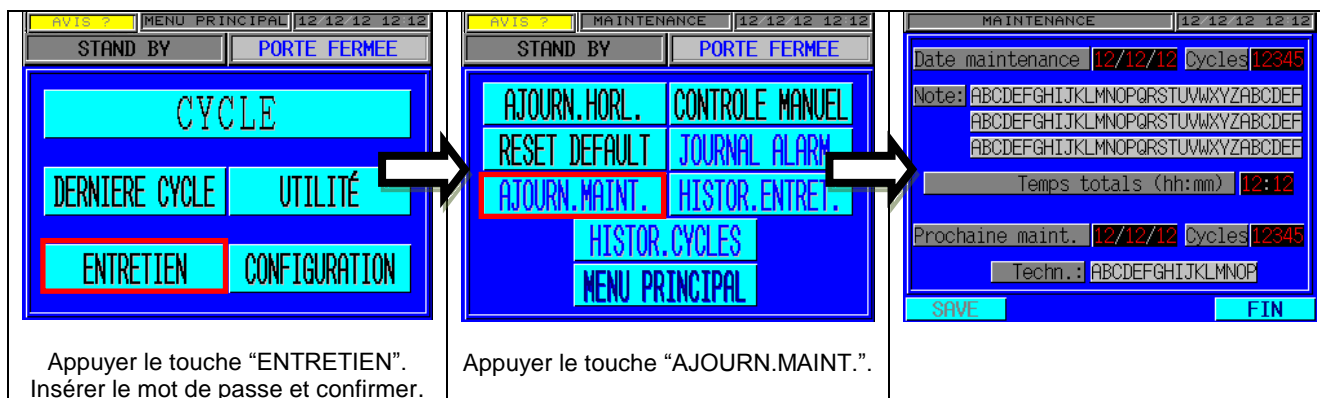 AVIS ? MENU PRINCIPAL 12/12/12 12:12
STAND BY PORTE FERMEE
CYCLE
DERNIERE CYCLE UTILITÉ
ENTRETIEN CONFIGURATION
Appuyer le touche “ENTRETIEN”.
Insérer le mot de passe et confirmer.
AVIS ? MAINTENANCE 12/12/12 12:12
STAND BY PORTE FERMEE
AJOURN.HORL. CONTROLE MANUEL
RESET DEFAULT JOURNAL ALARM
AJOURN.MAINT. HISTOR.ENTRET.
HISTOR.CYCLES
MENU PRINCIPAL
Appuyer le touche “AJOURN.MAINT.”.
MAINTENANCE 12/12/12 12:12
Date maintenance 12/12/12 Cycles 12345
Note: ABCDEFGHIJKLMNOPQRSTUVWXYZABCDEF
ABCDEFGHIJKLMNOPQRSTUVWXYZABCDEF
ABCDEFGHIJKLMNOPQRSTUVWXYZABCDEF
Temps totals (hh:mm) 12:12
Prochaine maint. 12/12/12 Cycles 12345
Techn.: ABCDEFGHIJKLMNOP
SAVE FIN